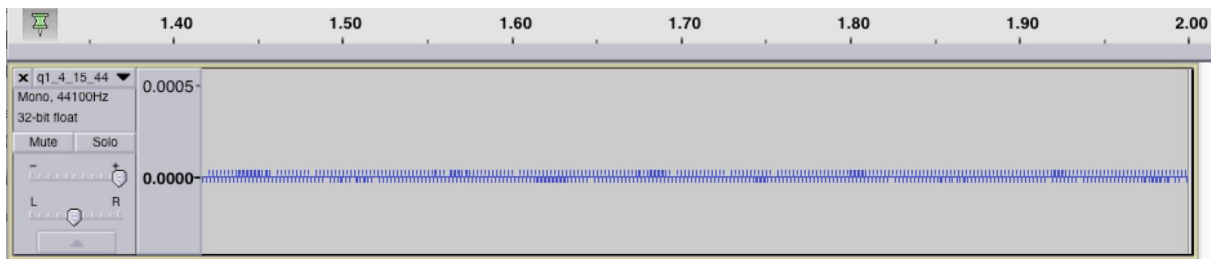 1.40 1.50 1.60 1.70 1.80 1.90 2.00
x q1_4_15_44
Mono, 44100Hz
32-bit float
Mute Solo
- +
L R
0.0005-
0.0000-